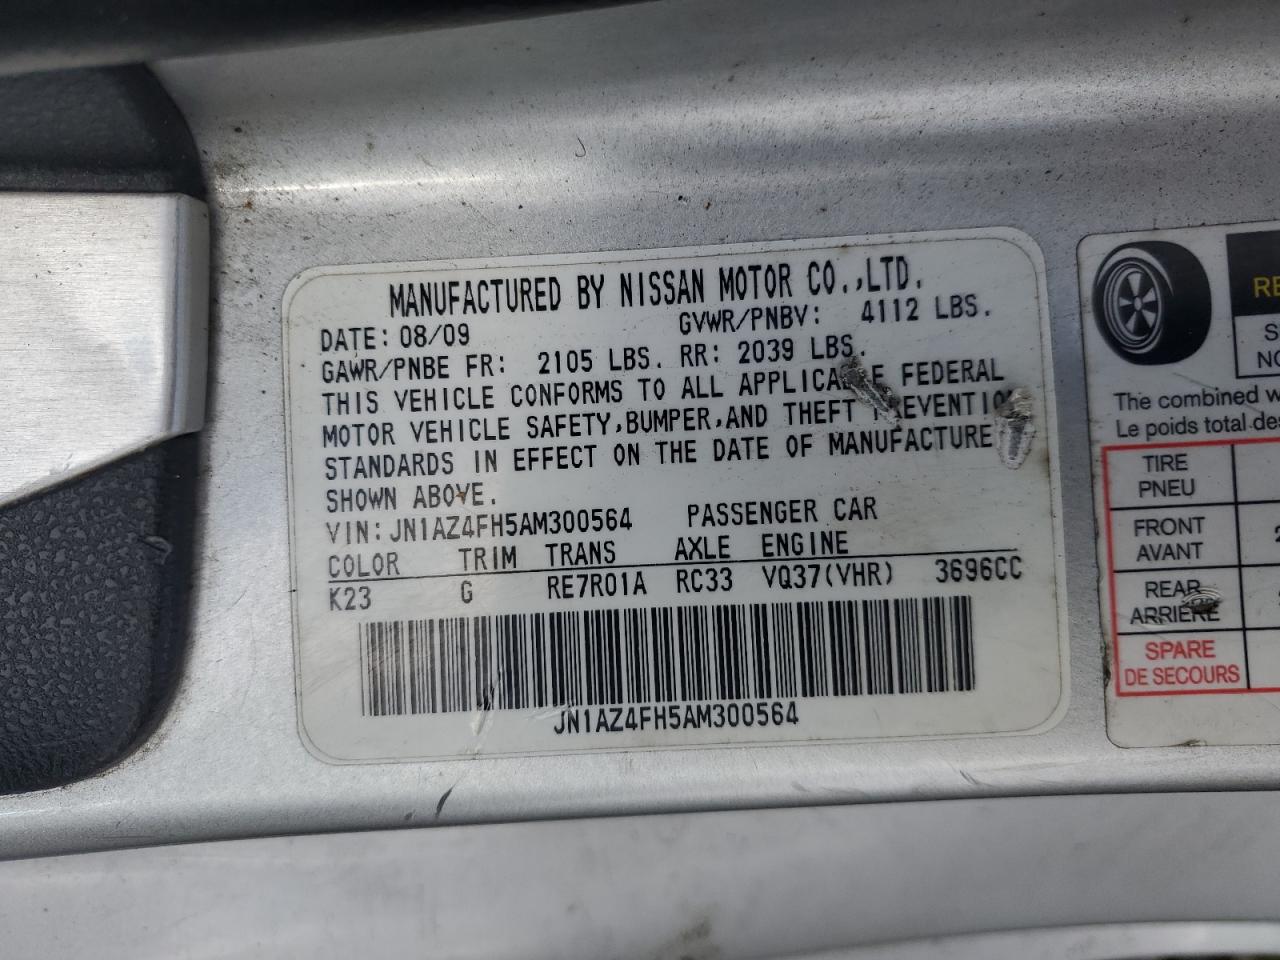 MANUFACTURED BY NISSAN MOTOR CO.,LTD.
DATE: 08/09 GVWR/PNBV: 4112 LBS.
GAWR/PNBE FR: 2105 LBS. RR: 2039 LBS.
THIS VEHICLE CONFORMS TO ALL FEDERAL
MOTOR VEHICLE SAFETY,BUMPER,AND THEFT
STANDARDS IN EFFECT ON THE DATE OF MANUFACTURE
SHOWN ABOVE.
VIN: JN1AZ4FH5AM300564 PASSENGER CAR
COLOR TRIM TRANS AXLE ENGINE
K23 G RE7R01A RC33 VQ37(VHR) 3696CC
JN1AZ4FH5AM300564
The combined
Le poids total
TIRE
PNEU
FRONT
AVANT
REAR
ARRIERE
SPARE
DE SECOURS